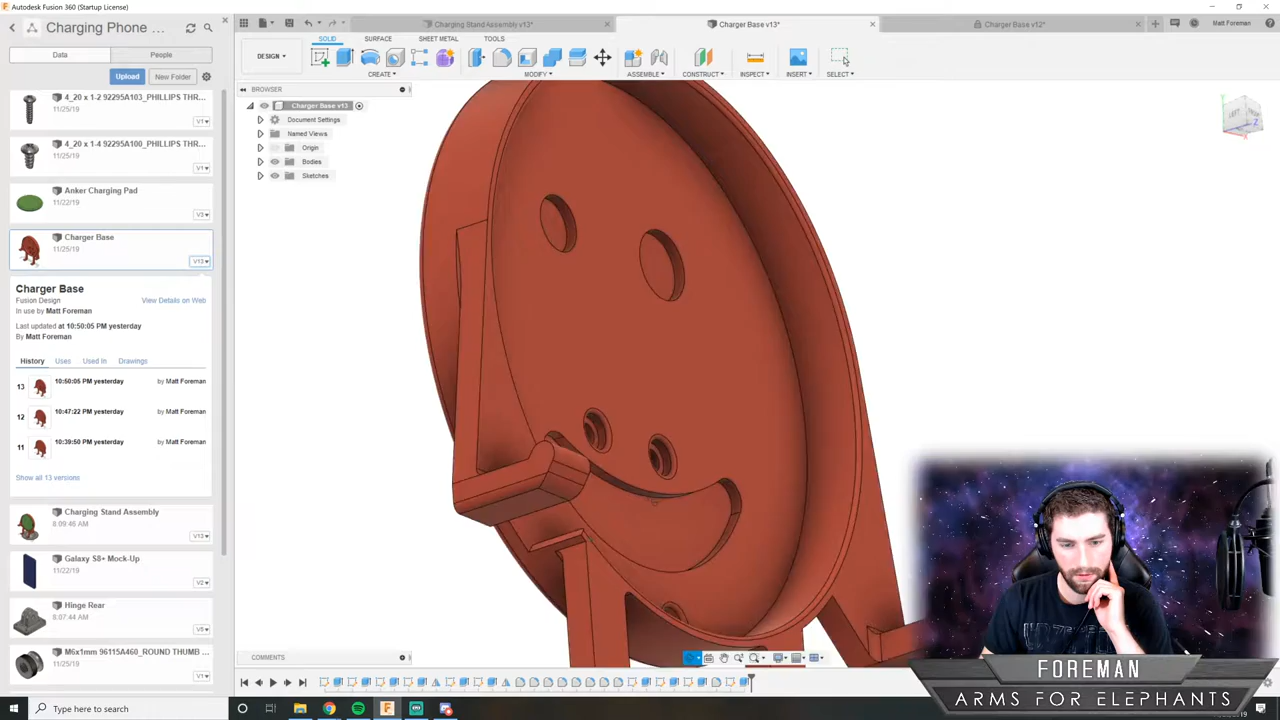 Autodesk Fusion 360 (Startup License)
Charging Phone ...
Charging Stand Assembly v13*
Charger Base v13*
Charger Base v12*
Matt Foreman
Data
People
Upload
New Folder
DESIGN
SOLID
SURFACE
SHEET METAL
TOOLS
CREATE
MODIFY
ASSEMBLE
CONSTRUCT
INSPECT
INSERT
SELECT
BROWSER
Charger Base v13
Document Settings
Named Views
Origin
Bodies
Sketches
LEFT
4_20 x 1-2 92295A103_PHILLIPS THR...
11/25/19
V1
4_20 x 1-4 92295A100_PHILLIPS THR...
11/25/19
V1
Anker Charging Pad
11/22/19
V3
Charger Base
11/25/19
V13
Charger Base
Fusion Design
View Details on Web
In use by Matt Foreman
Last updated at 10:50:05 PM yesterday
By Matt Foreman
History
Uses
Used In
Drawings
13
10:50:05 PM yesterday
by Matt Foreman
12
10:47:22 PM yesterday
by Matt Foreman
11
10:39:50 PM yesterday
by Matt Foreman
Show all 13 versions
Charging Stand Assembly
8:09:46 AM
V13
Galaxy S8+ Mock-Up
11/22/19
V2
Hinge Rear
8:07:44 AM
V5
M6x1mm 96115A460_ROUND THUMB ...
11/25/19
V1
COMMENTS
Type here to search
FOREMAN
ARMS FOR ELEPHANTS